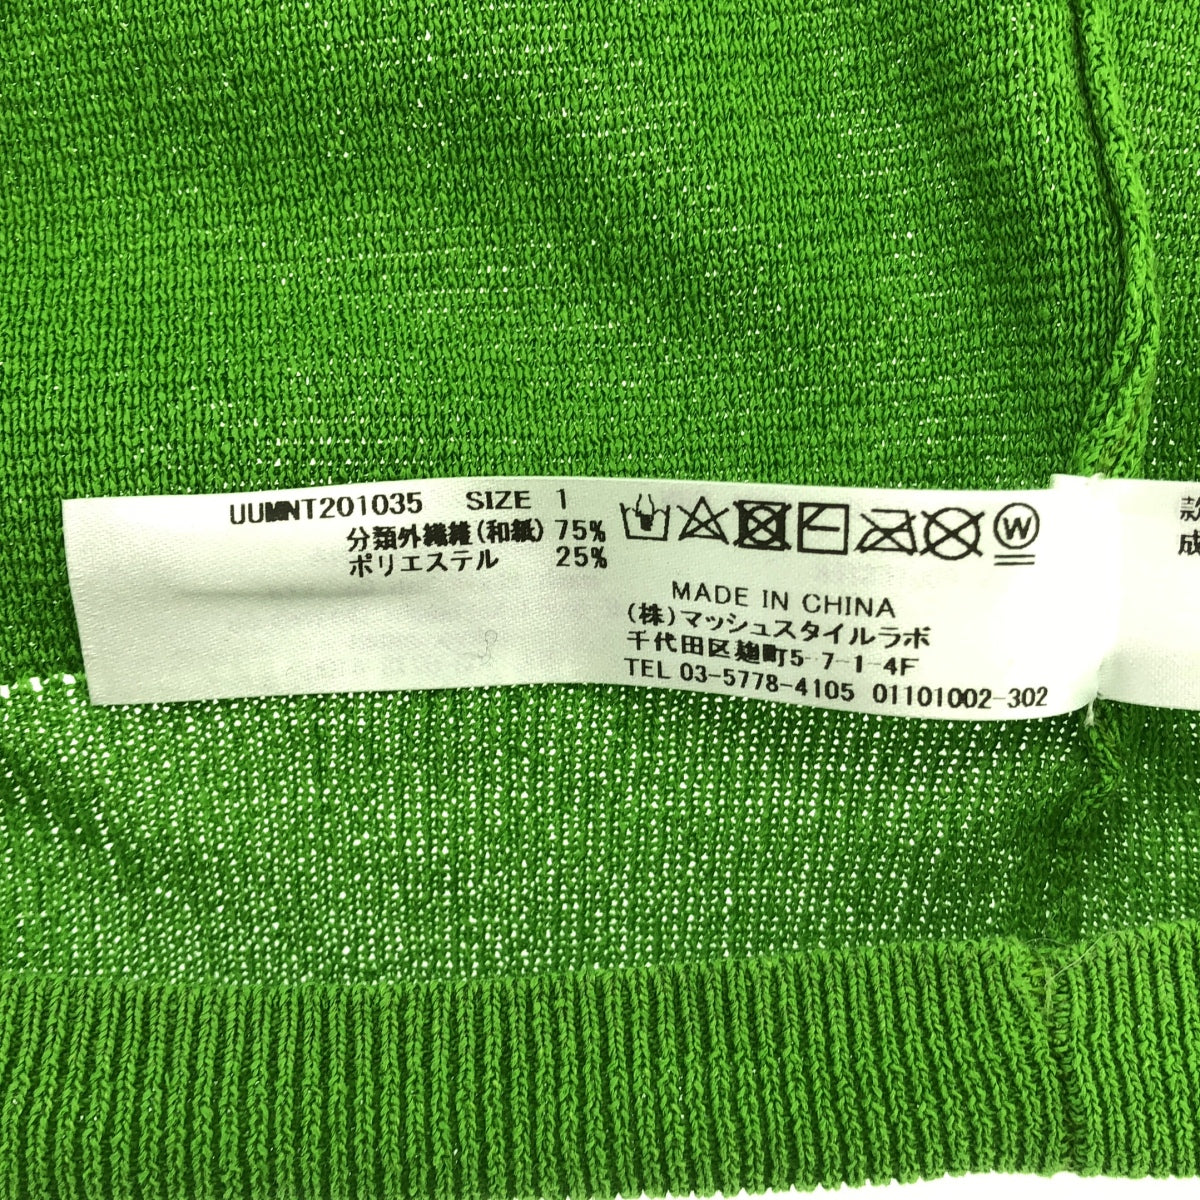 UUMNT201035 SIZE 1
分類外繊維(和紙) 75%
ポリエステル 25%
W
MADE IN CHINA
(株)マッシュスタイルラボ
千代田区麹町5-7-1-4F
TEL 03-5778-4105 01101002-302
款
成